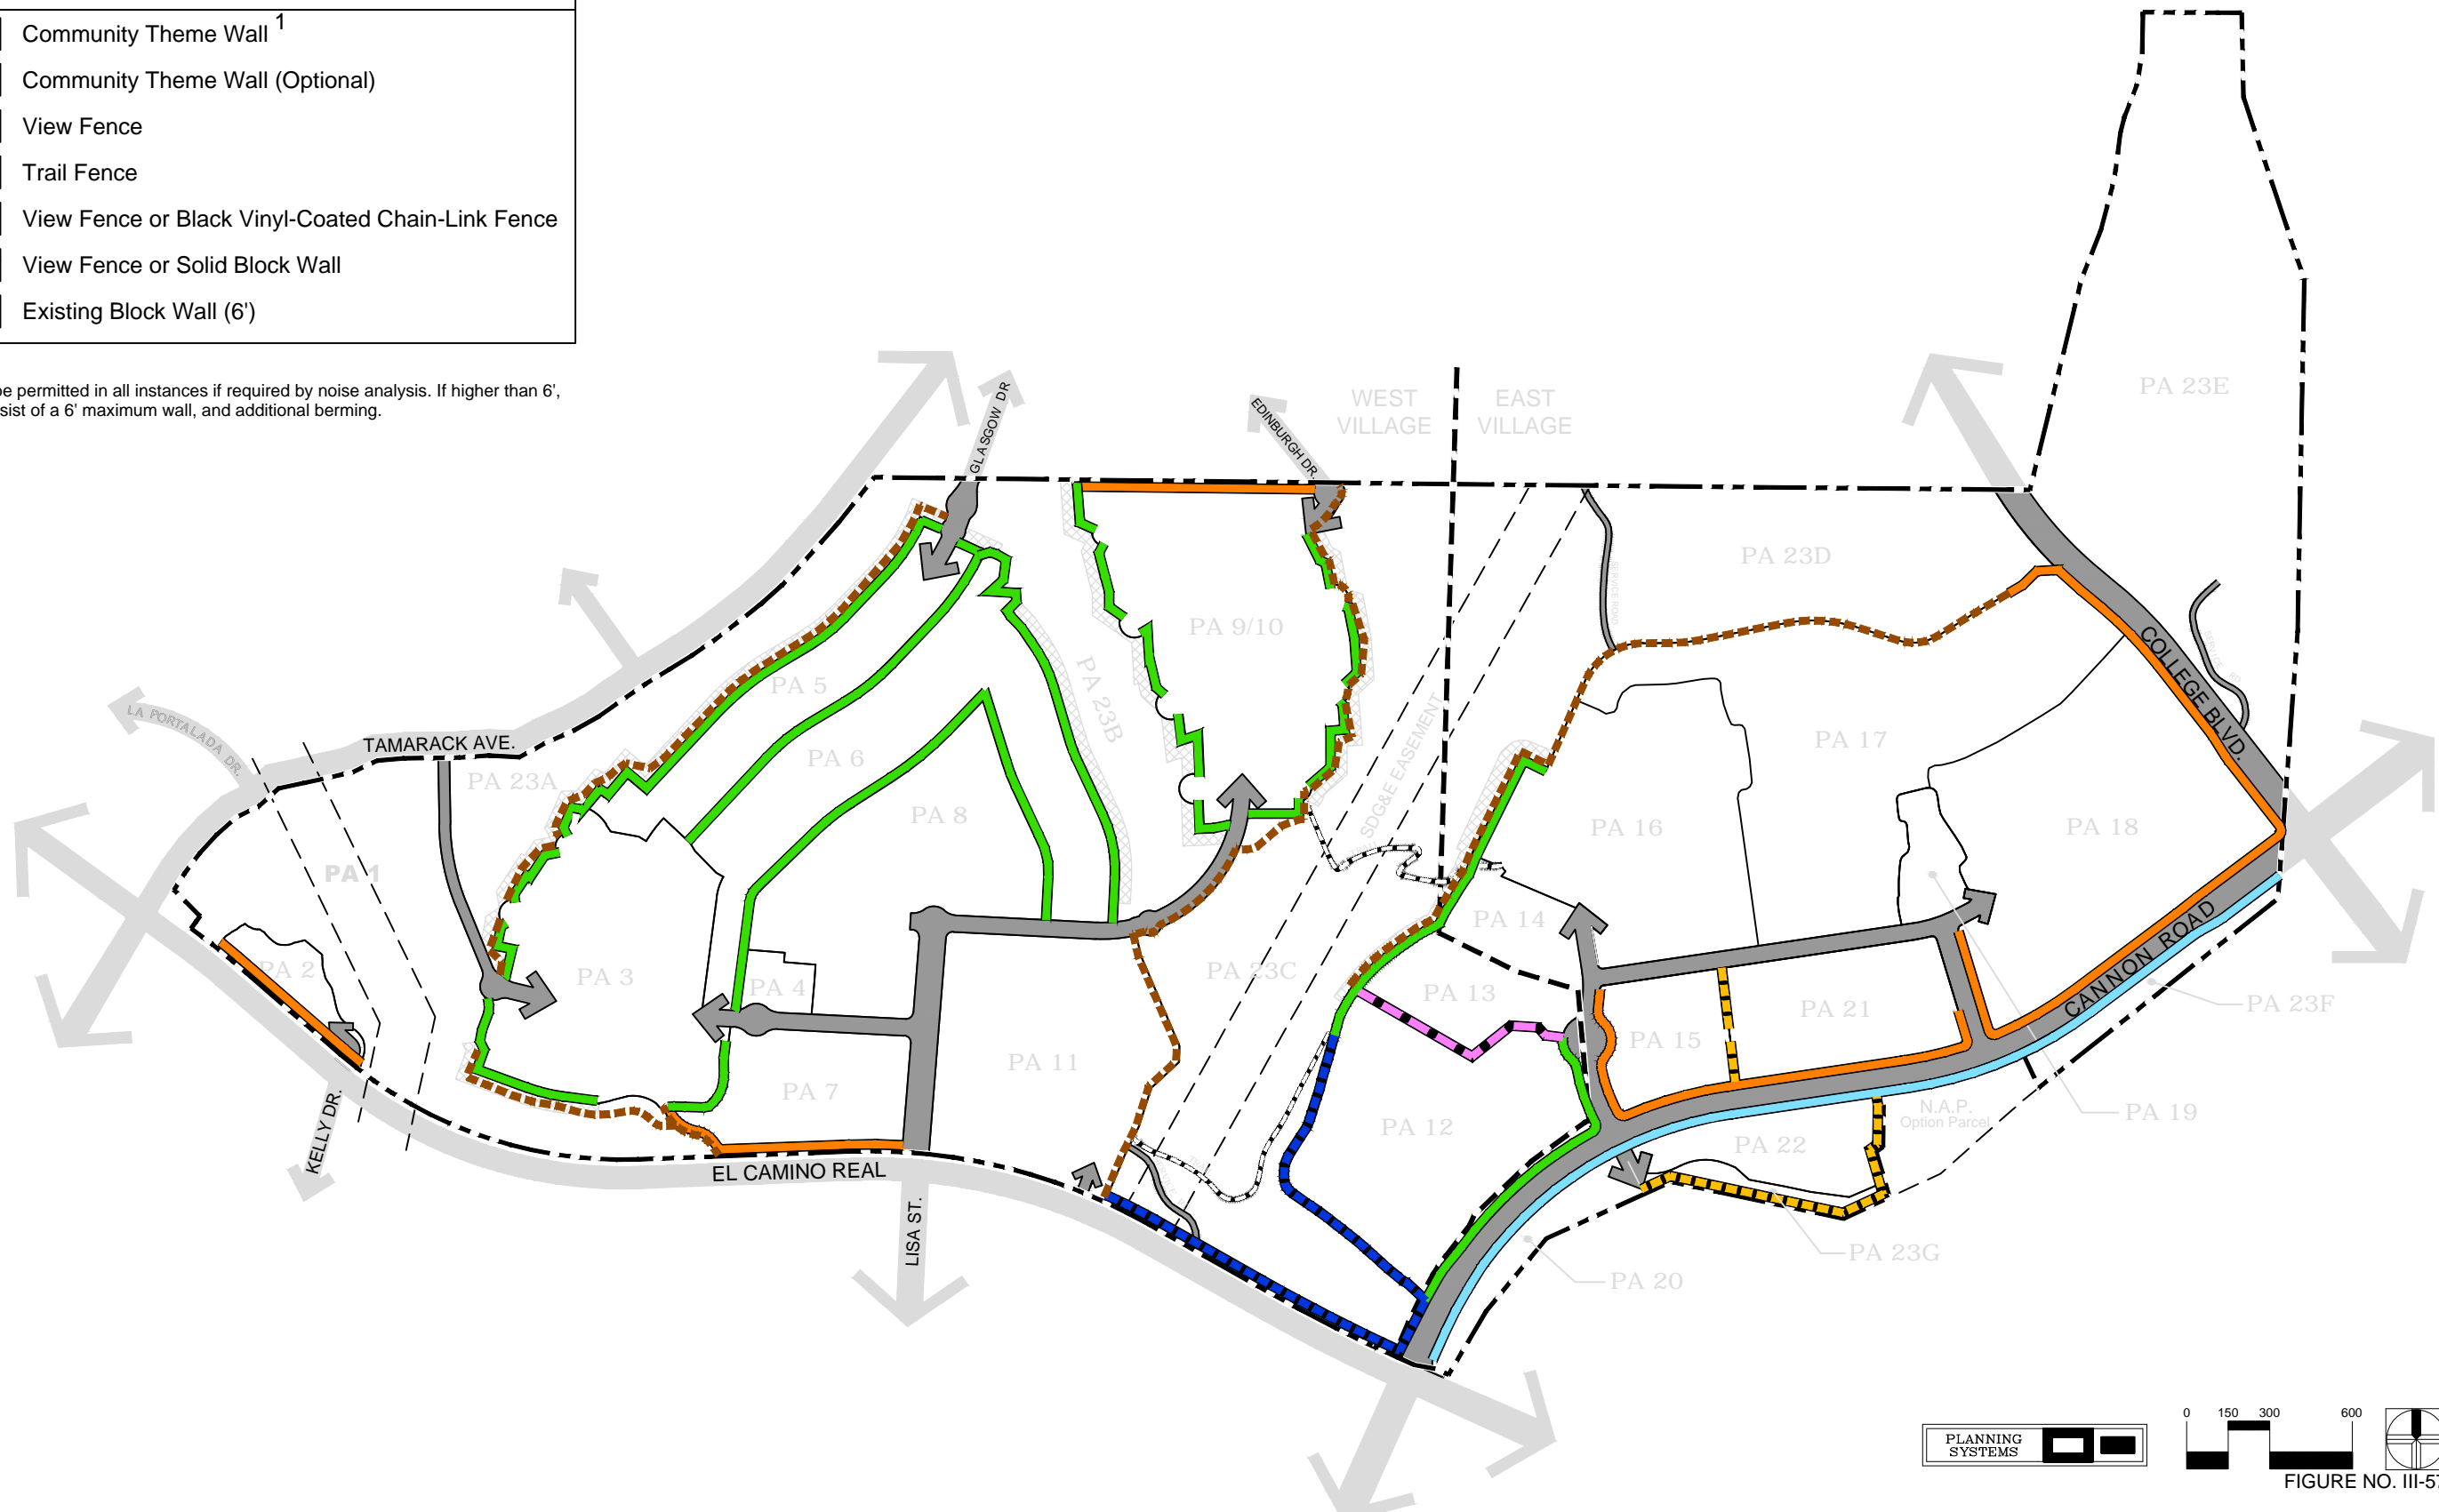 Community Theme Wall 1
Community Theme Wall (Optional)
View Fence
Trail Fence
View Fence or Black Vinyl-Coated Chain-Link Fence
View Fence or Solid Block Wall
Existing Block Wall (6')
be permitted in all instances if required by noise analysis. If higher than 6',
sist of a 6' maximum wall, and additional berming.
GLASGOW DR
EDINBURGH DR.
WEST
VILLAGE
EAST
VILLAGE
PA 23E
PA 23D
SERVICE ROAD
PA 9/10
PA 5
PA 23B
COLLEGE BLVD.
LA PORTALADA DR.
TAMARACK AVE.
PA 23A
PA 6
SDG&E EASEMENT
PA 17
PA 8
PA 16
PA 18
PA 1
PA 14
PA 2
PA 3
PA 4
PA 23C
PA 13
CANNON ROAD
PA 23F
PA 21
PA 15
PA 11
PA 7
PA 12
N.A.P.
Option Parcel
PA 19
PA 22
KELLY DR.
EL CAMINO REAL
LISA ST.
PA 23G
PA 20
PLANNING
SYSTEMS
0 150 300 600
FIGURE NO. III-57